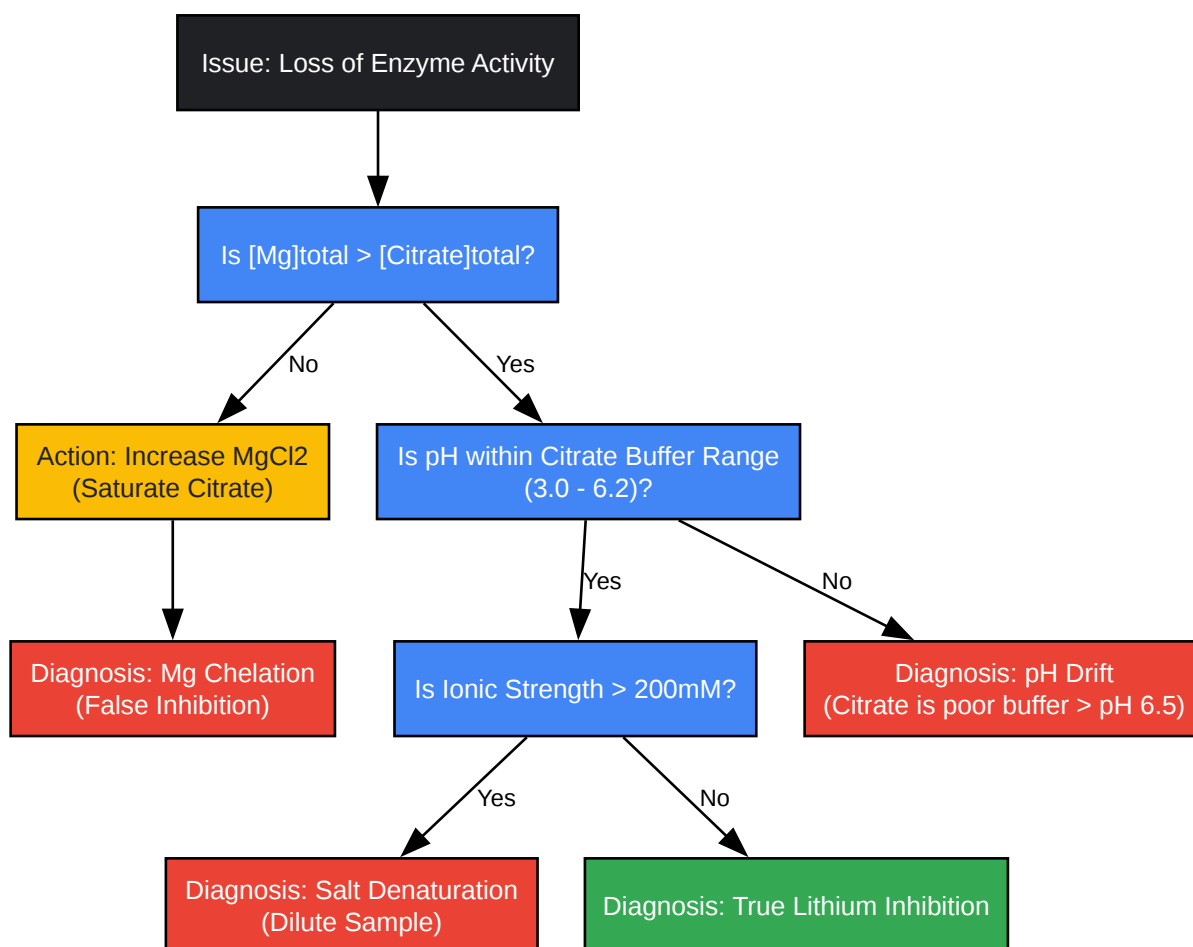 Issue: Loss of Enzyme Activity
Is [Mg]total > [Citrate]total?
No
Yes
Action: Increase MgCl2
(Saturate Citrate)
Is pH within Citrate Buffer Range
(3.0 - 6.2)?
Yes
No
Diagnosis: Mg Chelation
(False Inhibition)
Is Ionic Strength > 200mM?
Diagnosis: pH Drift
(Citrate is poor buffer > pH 6.5)
Yes
No
Diagnosis: Salt Denaturation
(Dilute Sample)
Diagnosis: True Lithium Inhibition